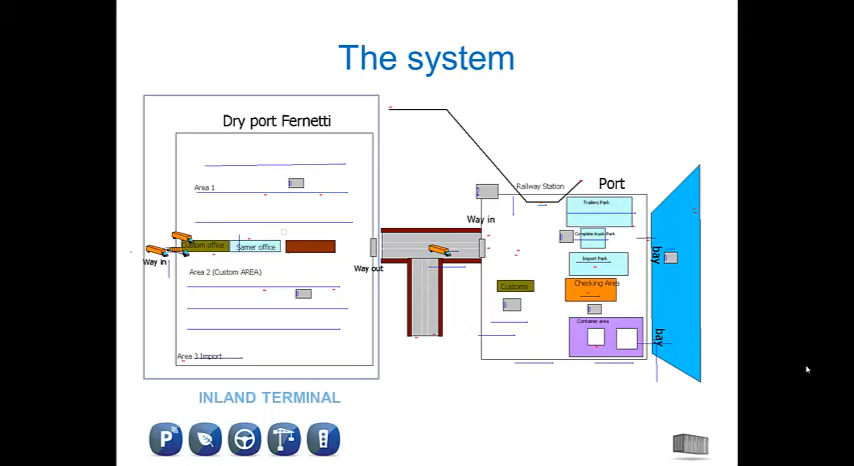 The system
Dry port Fernetti
Area 1
Custom office
Samer office
Way in
Area 2 (Custom AREA)
Way out
Area 3 Import
INLAND TERMINAL
P
Railway Station
Port
Way in
Trailers Park
Complete truck Park
Import Park
Customs
Checking Area
Container area
bay
bay